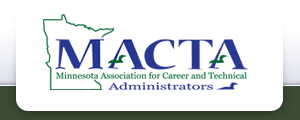 MACTA
Minnesota Association for Career and Technical
Administrators